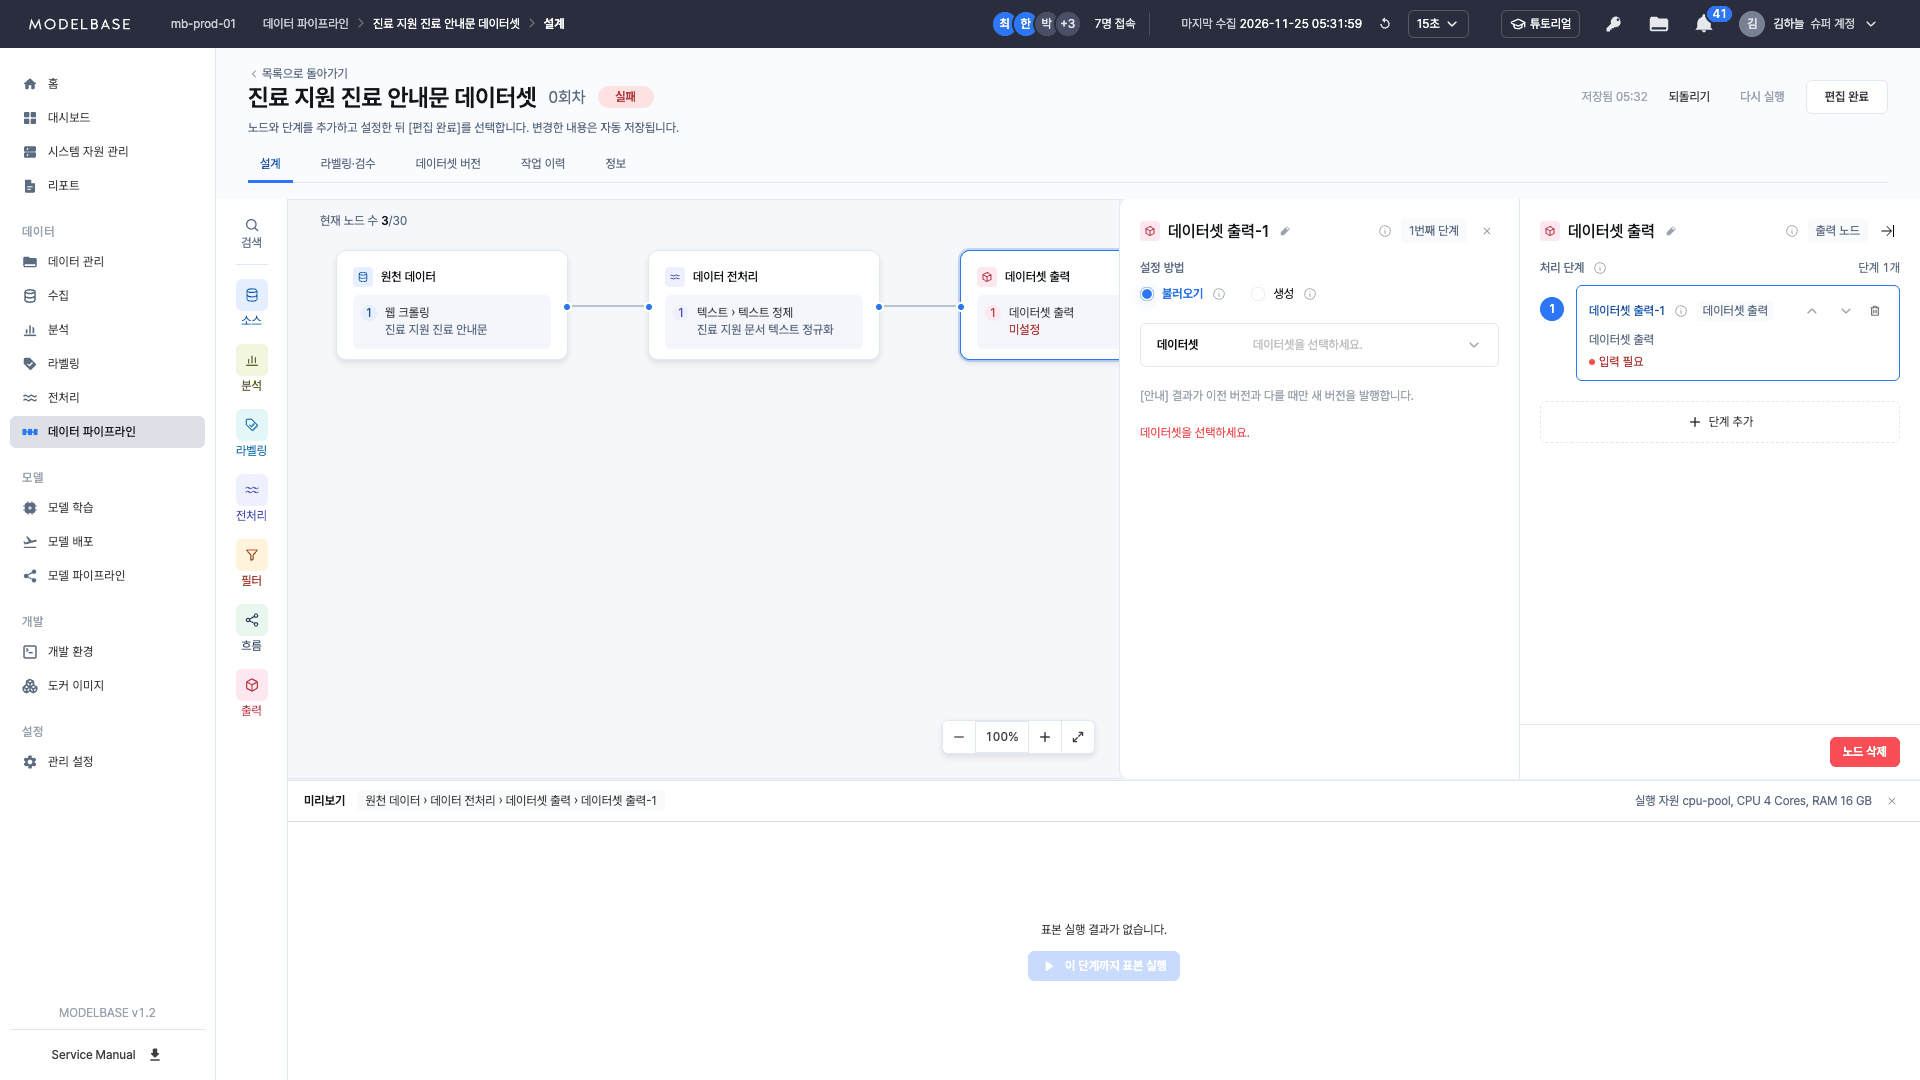 MODELBASE
mb-prod-01
데이터 파이프라인
진료 지원 진료 안내문 데이터셋
설계
최
한
박
+3
7명 접속
마지막 수집 2026-11-25 05:31:59
15초
튜토리얼
41
김
김하늘 슈퍼 계정
홈
대시보드
시스템 자원 관리
리포트
데이터
데이터 관리
수집
분석
라벨링
전처리
데이터 파이프라인
모델
모델 학습
모델 배포
모델 파이프라인
개발
개발 환경
도커 이미지
설정
관리 설정
MODELBASE v1.2
Service Manual
목록으로 돌아가기
진료 지원 진료 안내문 데이터셋
0회차
실패
노드와 단계를 추가하고 설정한 뒤 [편집 완료]를 선택합니다. 변경한 내용은 자동 저장됩니다.
저장됨 05:32
되돌리기
다시 실행
편집 완료
설계
라벨링·검수
데이터셋 버전
작업 이력
정보
검색
소스
분석
라벨링
전처리
필터
흐름
출력
현재 노드 수 3/30
원천 데이터
1
웹 크롤링
진료 지원 진료 안내문
데이터 전처리
1
텍스트 › 텍스트 정제
진료 지원 문서 텍스트 정규화
데이터셋 출력
1
데이터셋 출력
미설정
100%
데이터셋 출력-1
1번째 단계
설정 방법
불러오기
생성
데이터셋
데이터셋을 선택하세요.
[안내] 결과가 이전 버전과 다를 때만 새 버전을 발행합니다.
데이터셋을 선택하세요.
데이터셋 출력
출력 노드
처리 단계
단계 1개
1
데이터셋 출력-1
데이터셋 출력
데이터셋 출력
입력 필요
단계 추가
노드 삭제
미리보기
원천 데이터 › 데이터 전처리 › 데이터셋 출력 › 데이터셋 출력-1
실행 자원 cpu-pool, CPU 4 Cores, RAM 16 GB
표본 실행 결과가 없습니다.
이 단계까지 표본 실행